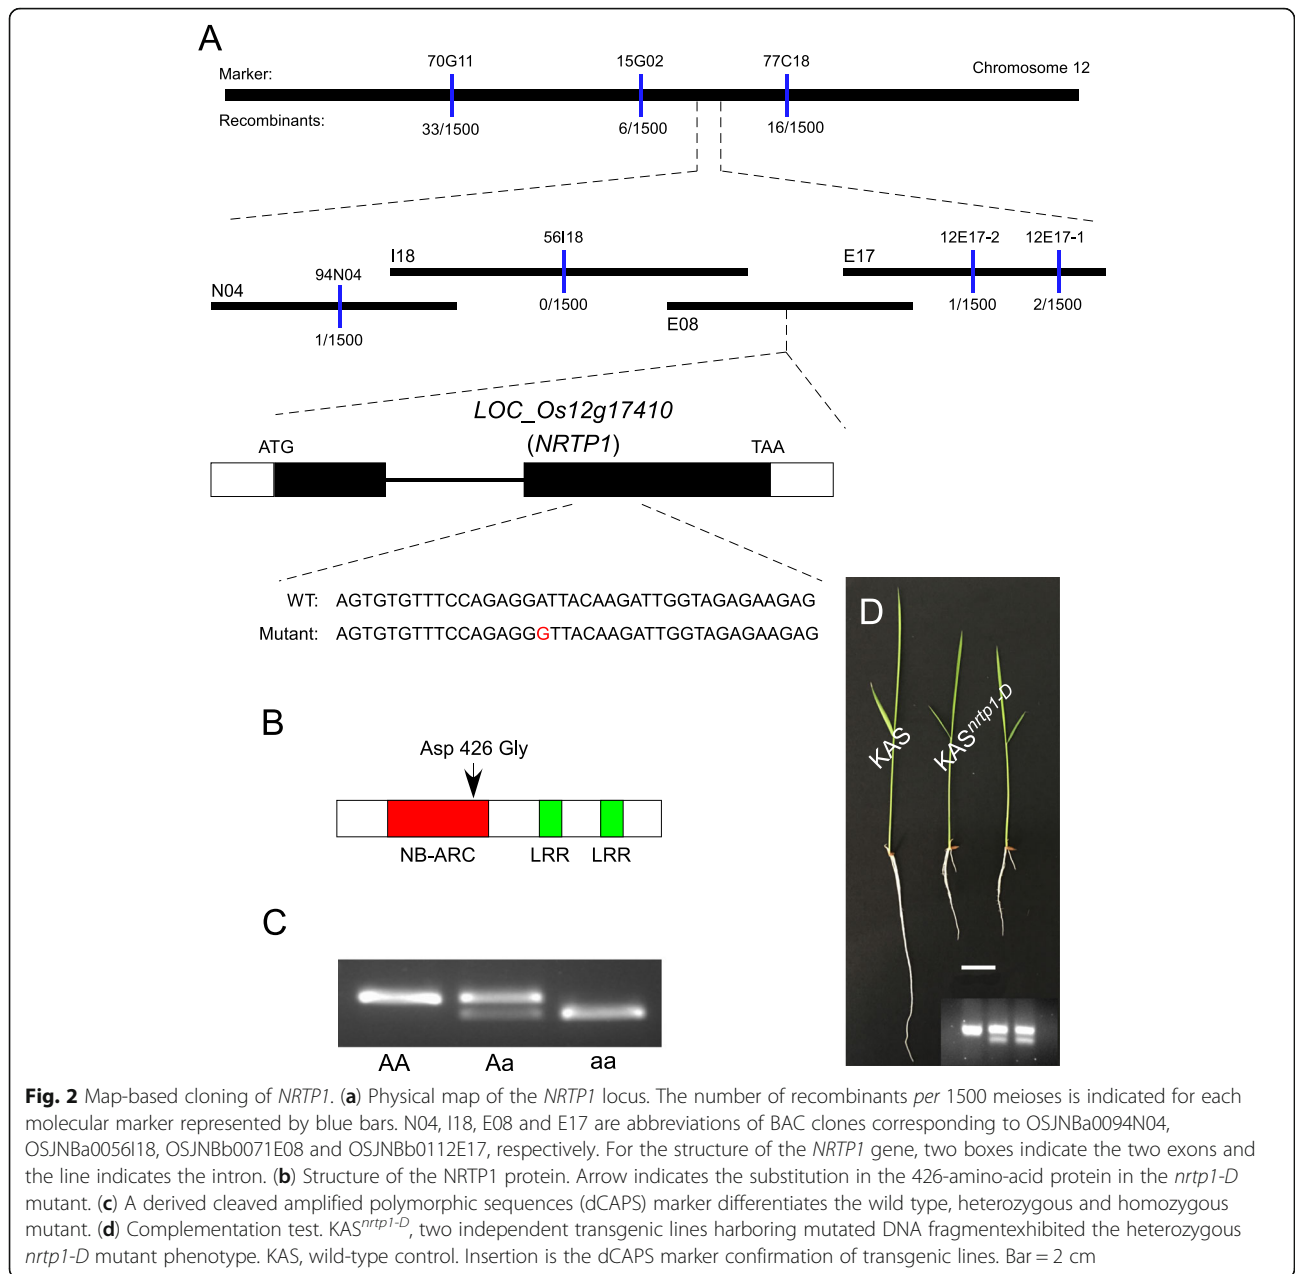 A
Marker:
70G11
15G02
77C18
Chromosome 12
Recombinants:
33/1500
6/1500
16/1500
I18
56I18
E17
12E17-2
12E17-1
N04
94N04
0/1500
1/1500
2/1500
1/1500
E08
LOC_Os12g17410
(NRTP1)
ATG
TAA
WT: AGTGTGTTTCCAGAGGATTACAAGATTGGTAGAGAAGAG
Mutant: AGTGTGTTTCCAGAGGGTTACAAGATTGGTAGAGAAGAG
B
Asp 426 Gly
NB-ARC
LRR
LRR
C
AA
Aa
aa
D
KAS
KASnrtp1-D
Fig. 2 Map-based cloning of NRTP1. (a) Physical map of the NRTP1 locus. The number of recombinants per 1500 meioses is indicated for each
molecular marker represented by blue bars. N04, I18, E08 and E17 are abbreviations of BAC clones corresponding to OSJNBa0094N04,
OSJNBa0056I18, OSJNBb0071E08 and OSJNBb0112E17, respectively. For the structure of the NRTP1 gene, two boxes indicate the two exons and
the line indicates the intron. (b) Structure of the NRTP1 protein. Arrow indicates the substitution in the 426-amino-acid protein in the nrtp1-D
mutant. (c) A derived cleaved amplified polymorphic sequences (dCAPS) marker differentiates the wild type, heterozygous and homozygous
mutant. (d) Complementation test. KASnrtp1-D, two independent transgenic lines harboring mutated DNA fragmentexhibited the heterozygous
nrtp1-D mutant phenotype. KAS, wild-type control. Insertion is the dCAPS marker confirmation of transgenic lines. Bar = 2 cm